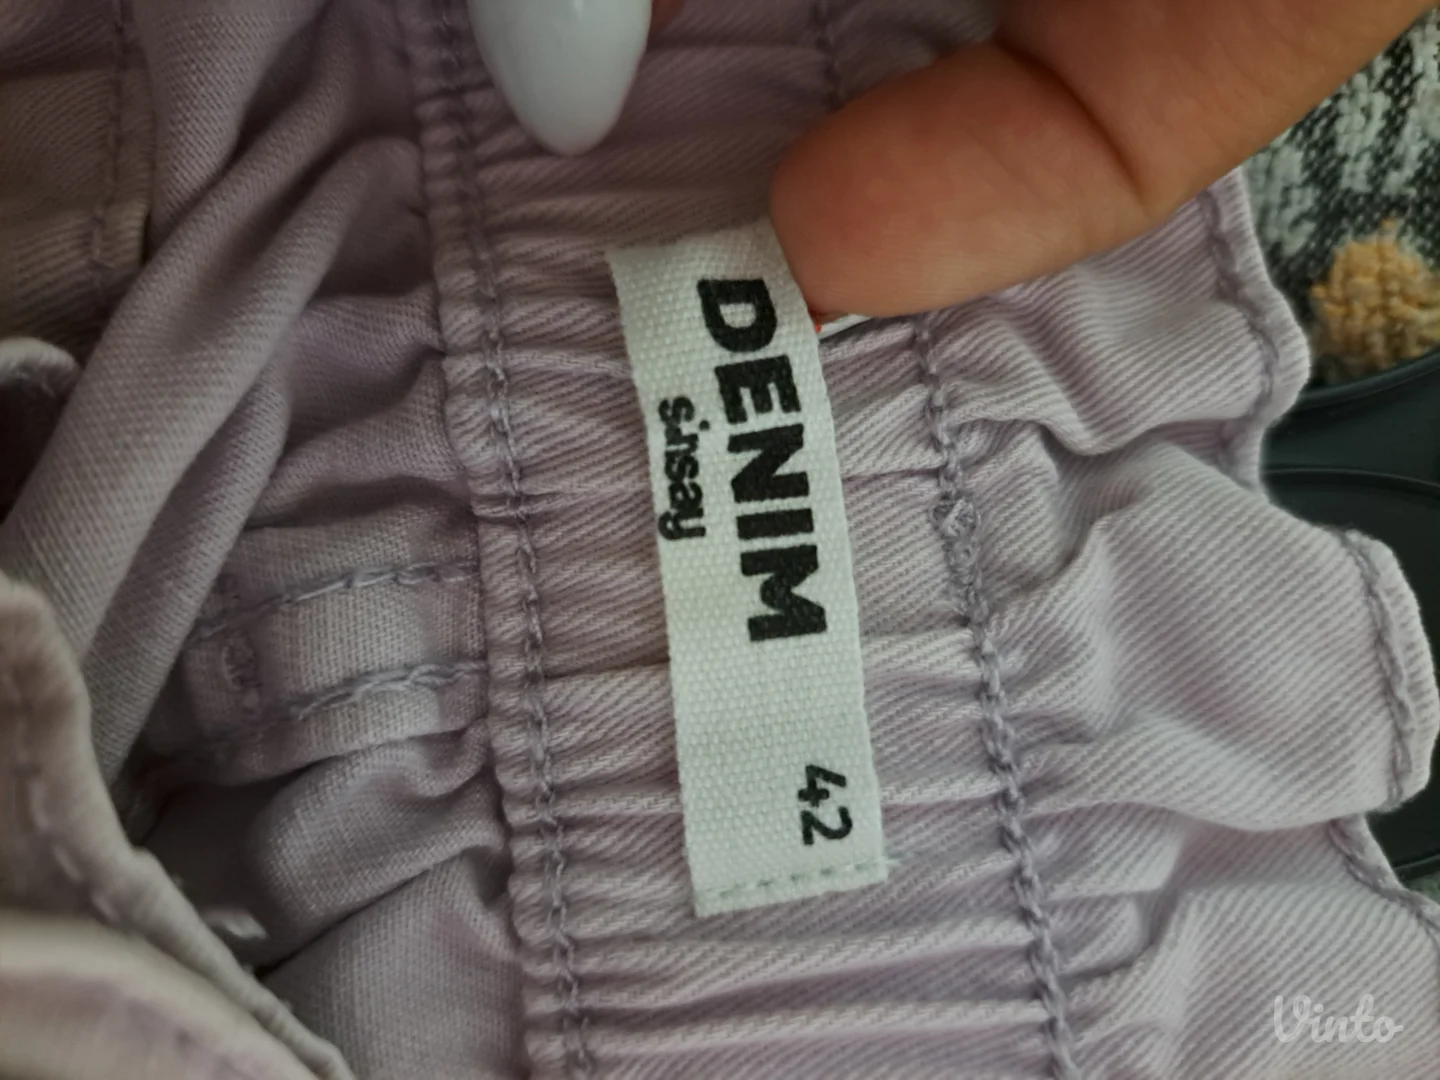 DENIM
sinsay
42
Vinto